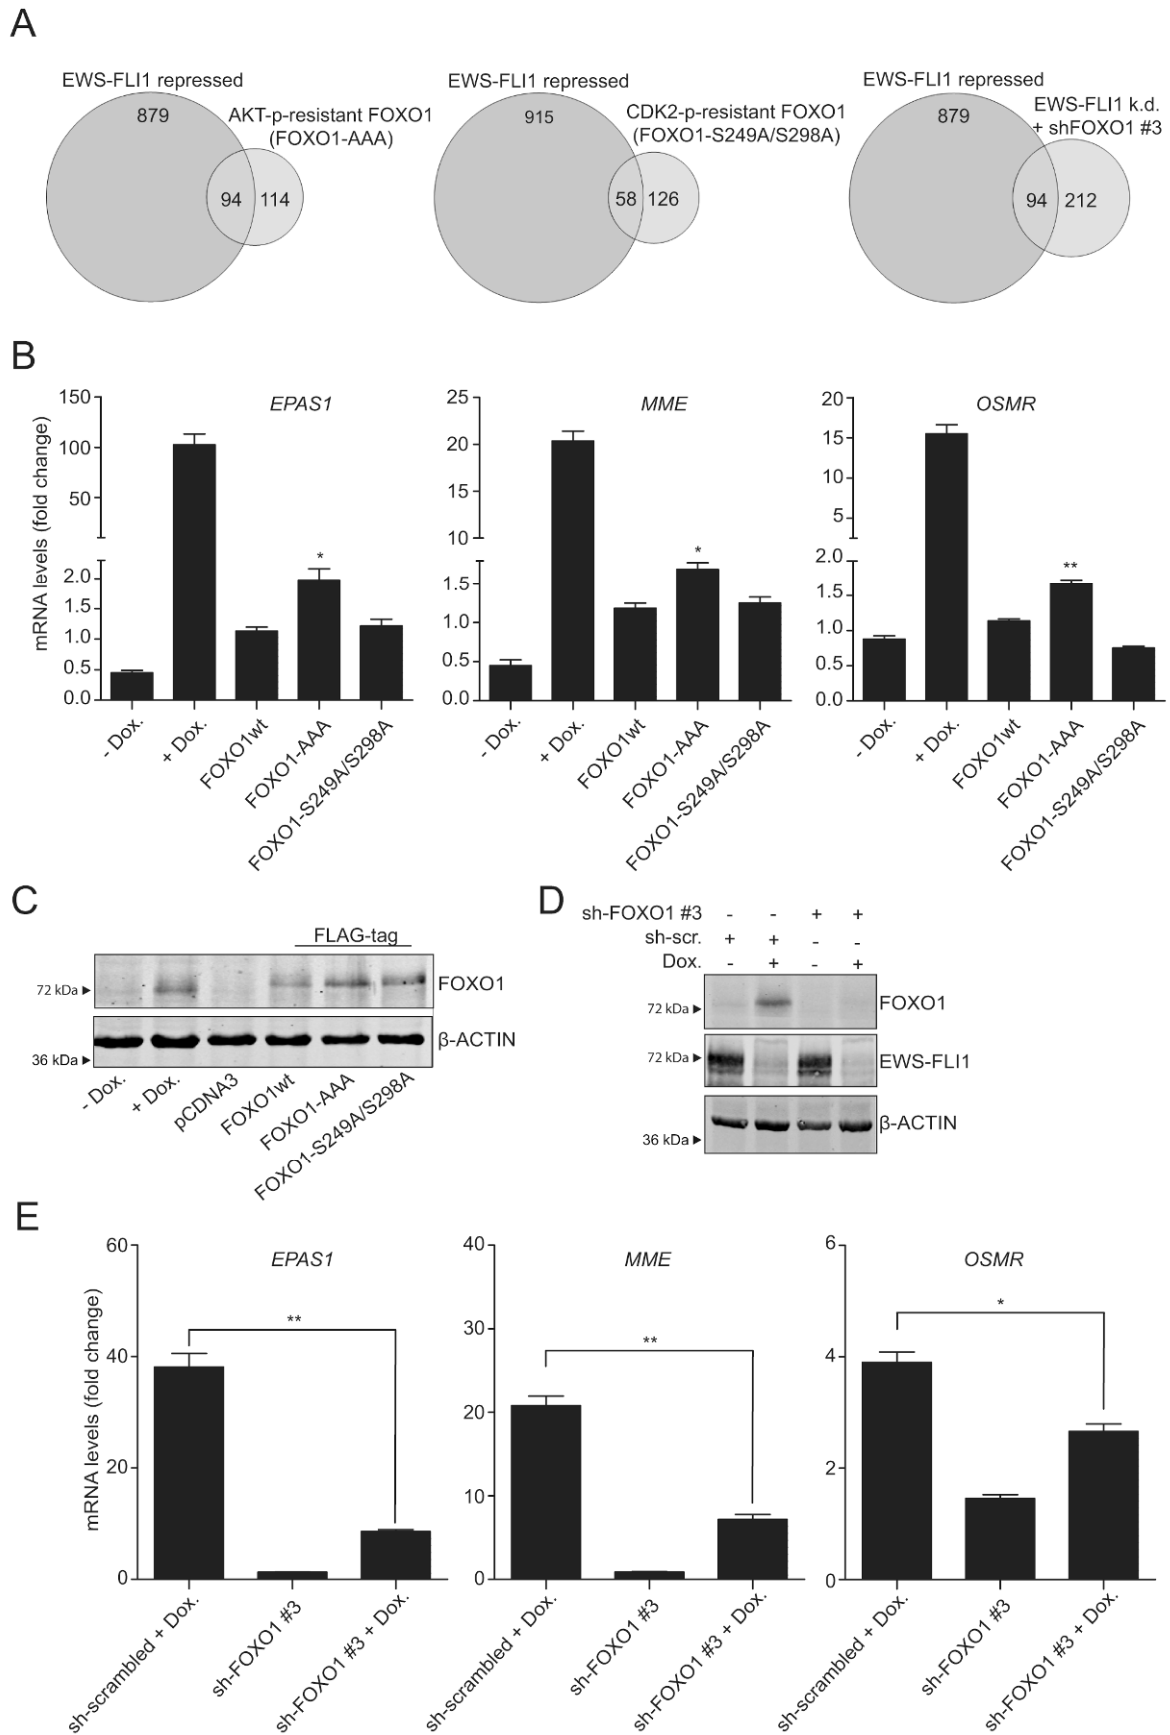 A
EWS-FLI1 repressed
879
AKT-p-resistant FOXO1
(FOXO1-AAA)
94
114
EWS-FLI1 repressed
915
CDK2-p-resistant FOXO1
(FOXO1-S249A/S298A)
58
126
EWS-FLI1 repressed
879
EWS-FLI1 k.d.
+ shFOXO1 #3
94
212
B
mRNA levels (fold change)
EPAS1
150
100
50
2.0
1.5
1.0
0.5
0.0
*
- Dox.
+ Dox.
FOXO1wt
FOXO1-AAA
FOXO1-S249A/S298A
MME
25
20
15
10
1.5
1.0
0.5
0.0
*
- Dox.
+ Dox.
FOXO1wt
FOXO1-AAA
FOXO1-S249A/S298A
OSMR
20
15
10
5
2.0
1.5
1.0
0.5
0.0
**
- Dox.
+ Dox.
FOXO1wt
FOXO1-AAA
FOXO1-S249A/S298A
C
FLAG-tag
72 kDa
FOXO1
β-ACTIN
36 kDa
- Dox.
+ Dox.
pCDNA3
FOXO1wt
FOXO1-AAA
FOXO1-S249A/S298A
D
sh-FOXO1 #3 - - + +
sh-scr. + + - -
Dox. - + - +
72 kDa
FOXO1
72 kDa
EWS-FLI1
β-ACTIN
36 kDa
E
mRNA levels (fold change)
EPAS1
60
40
20
0
**
sh-scrambled + Dox.
sh-FOXO1 #3
sh-FOXO1 #3 + Dox.
MME
40
30
20
10
0
**
sh-scrambled + Dox.
sh-FOXO1 #3
sh-FOXO1 #3 + Dox.
OSMR
6
4
2
0
*
sh-scrambled + Dox.
sh-FOXO1 #3
sh-FOXO1 #3 + Dox.